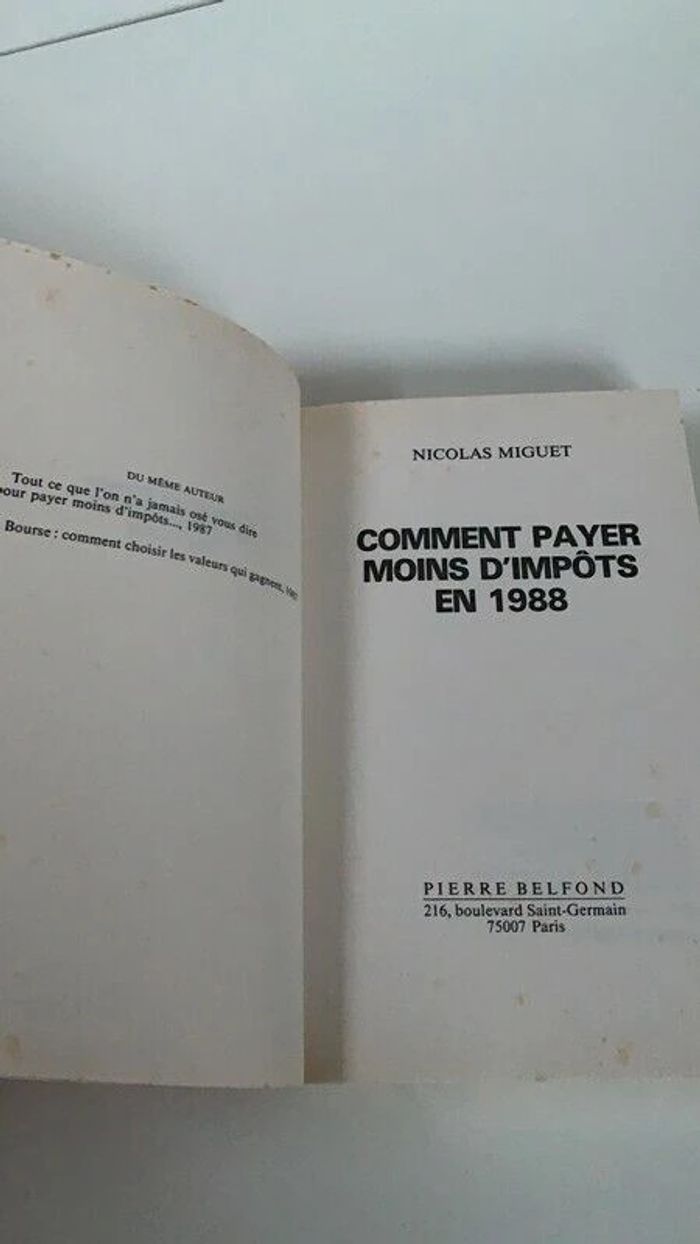 DU MÊME AUTEUR
Tout ce que l'on n'a jamais osé vous dire
pour payer moins d'impôts..., 1987
Bourse : comment choisir les valeurs qui gagnent,
NICOLAS MIGUET
COMMENT PAYER
MOINS D'IMPÔTS
EN 1988
PIERRE BELFOND
216, boulevard Saint-Germain
75007 Paris